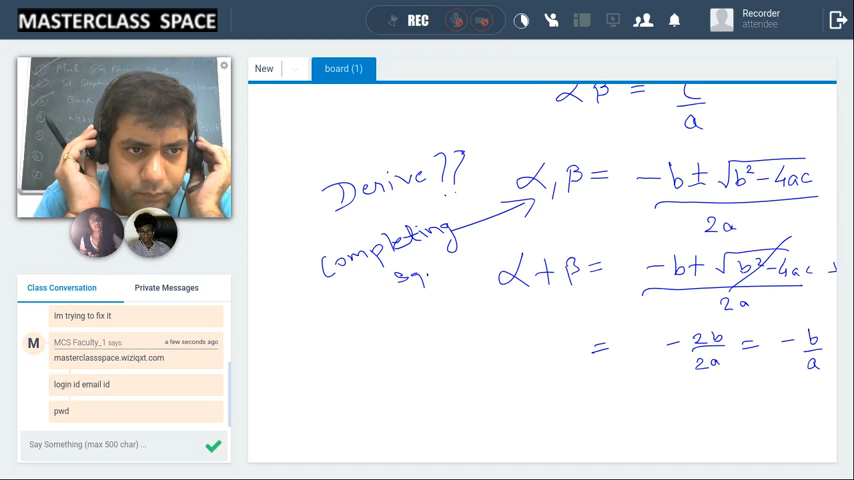 MASTERCLASS SPACE
REC
Recorder
attendee
New
board (1)
Class Conversation
Private Messages
Im trying to fix it
M
MCS Faculty_1 says
a few seconds ago
masterclassspace.wiziqxt.com
login id email id
pwd
Say Something (max 500 char) ...
α β = c/a
Derive ??
α, β = -b ± √b² - 4ac / 2a
Completing
sq.
α + β = -b + √b² - 4ac / 2a +
= - 2b/2a = - b/a